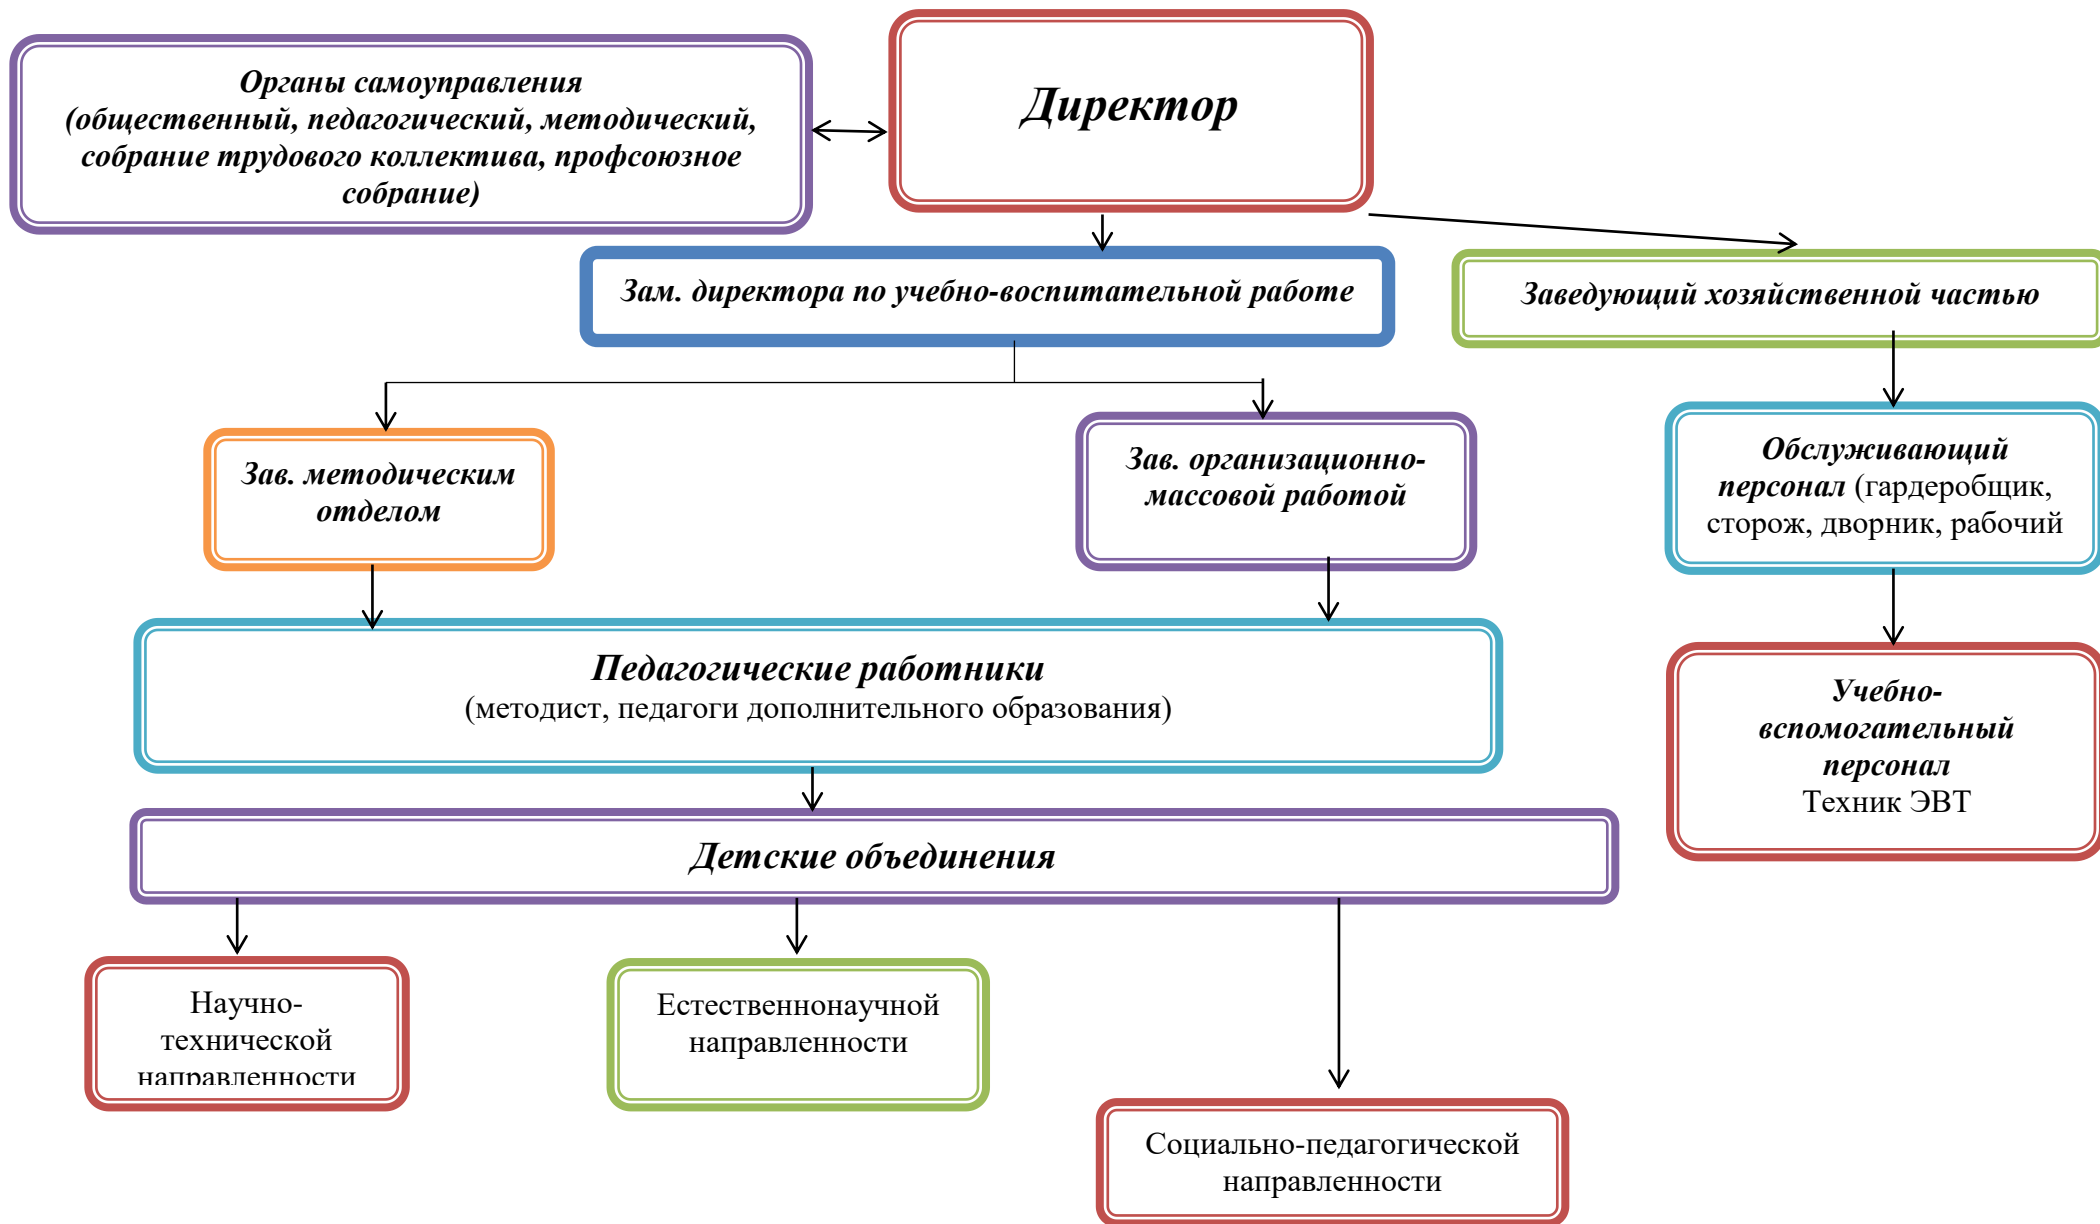 Органы самоуправления
(общественный, педагогический, методический,
собрание трудового коллектива, профсоюзное
собрание)
Директор
Зам. директора по учебно-воспитательной работе
Заведующий хозяйственной частью
Зав. методическим
отделом
Зав. организационно-
массовой работой
Обслуживающий
персонал (гардеробщик,
сторож, дворник, рабочий
Педагогические работники
(методист, педагоги дополнительного образования)
Учебно-
вспомогательный
персонал
Техник ЭВТ
Детские объединения
Научно-
технической
направленности
Естественнонаучной
направленности
Социально-педагогической
направленности